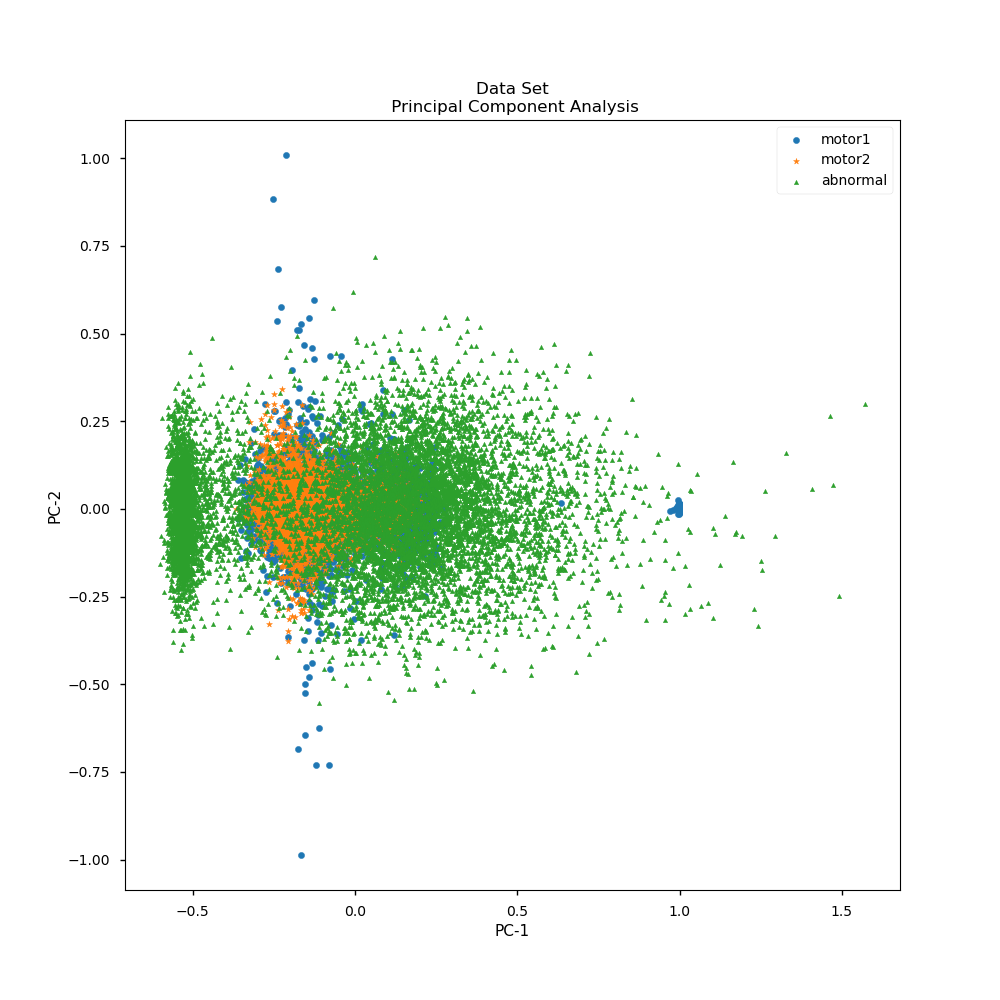 Data Set
Principal Component Analysis
motor1
motor2
abnormal
1.00
0.75
0.50
0.25
0.00
−0.25
−0.50
−0.75
−1.00
PC-2
−0.5
0.0
0.5
1.0
1.5
PC-1